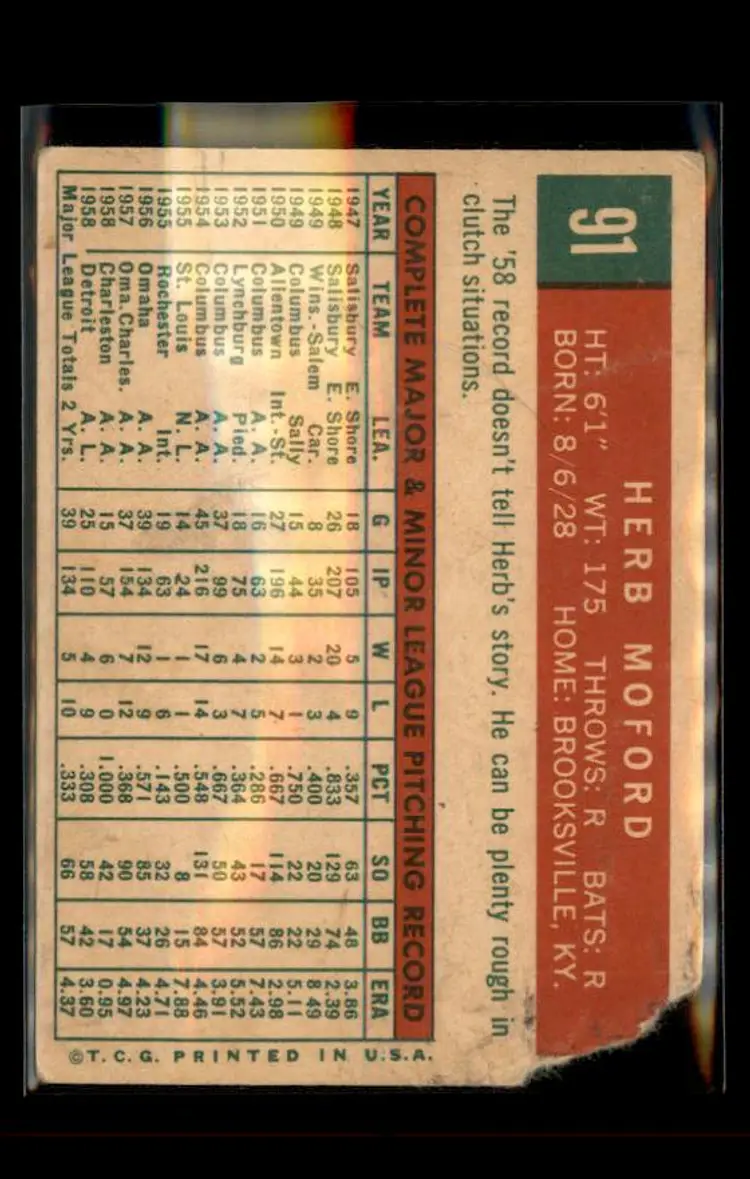 91
HERB MOFORD
HT: 6'1" WT: 175 THROWS: R BATS: R
BORN: 8/6/28 HOME: BROOKSVILLE, KY.
The '58 record doesn't tell Herb's story. He can be plenty rough in
clutch situations.
COMPLETE MAJOR & MINOR LEAGUE PITCHING RECORD
YEAR TEAM LEA. G IP W L PCT SO BB ERA
1947 Salisbury E. Shore 18 105 5 9 .357 63 48 3.86
1948 Salisbury E. Shore 26 207 20 4 .833 129 74 2.39
1949 Wins.-Salem Car. 8 35 2 3 .400 20 29 8.49
1949 Columbus Sally 15 44 3 1 .750 22 22 5.11
1950 Allentown Int.-St. 27 196 14 7 .667 114 86 2.98
1951 Columbus A. A. 16 63 2 5 .286 17 57 7.43
1952 Lynchburg Pied. 18 75 4 7 .364 43 52 5.52
1953 Columbus A. A. 37 99 6 3 .667 50 57 3.91
1954 Columbus A. A. 45 216 17 14 .548 131 84 4.46
1955 St. Louis N. L. 14 24 1 1 .500 8 15 7.88
1955 Rochester Int. 19 63 1 6 .143 32 26 4.71
1956 Omaha A. A. 39 134 12 9 .571 85 37 4.23
1957 Oma.Charles. A. A. 37 154 7 12 .368 90 54 4.97
1958 Charleston A. A. 15 57 6 0 1.000 42 17 0.95
1958 Detroit A. L. 25 110 4 9 .308 58 42 3.60
Major League Totals 2 Yrs. 39 134 5 10 .333 66 57 4.37
©T.C.G. PRINTED IN U.S.A.